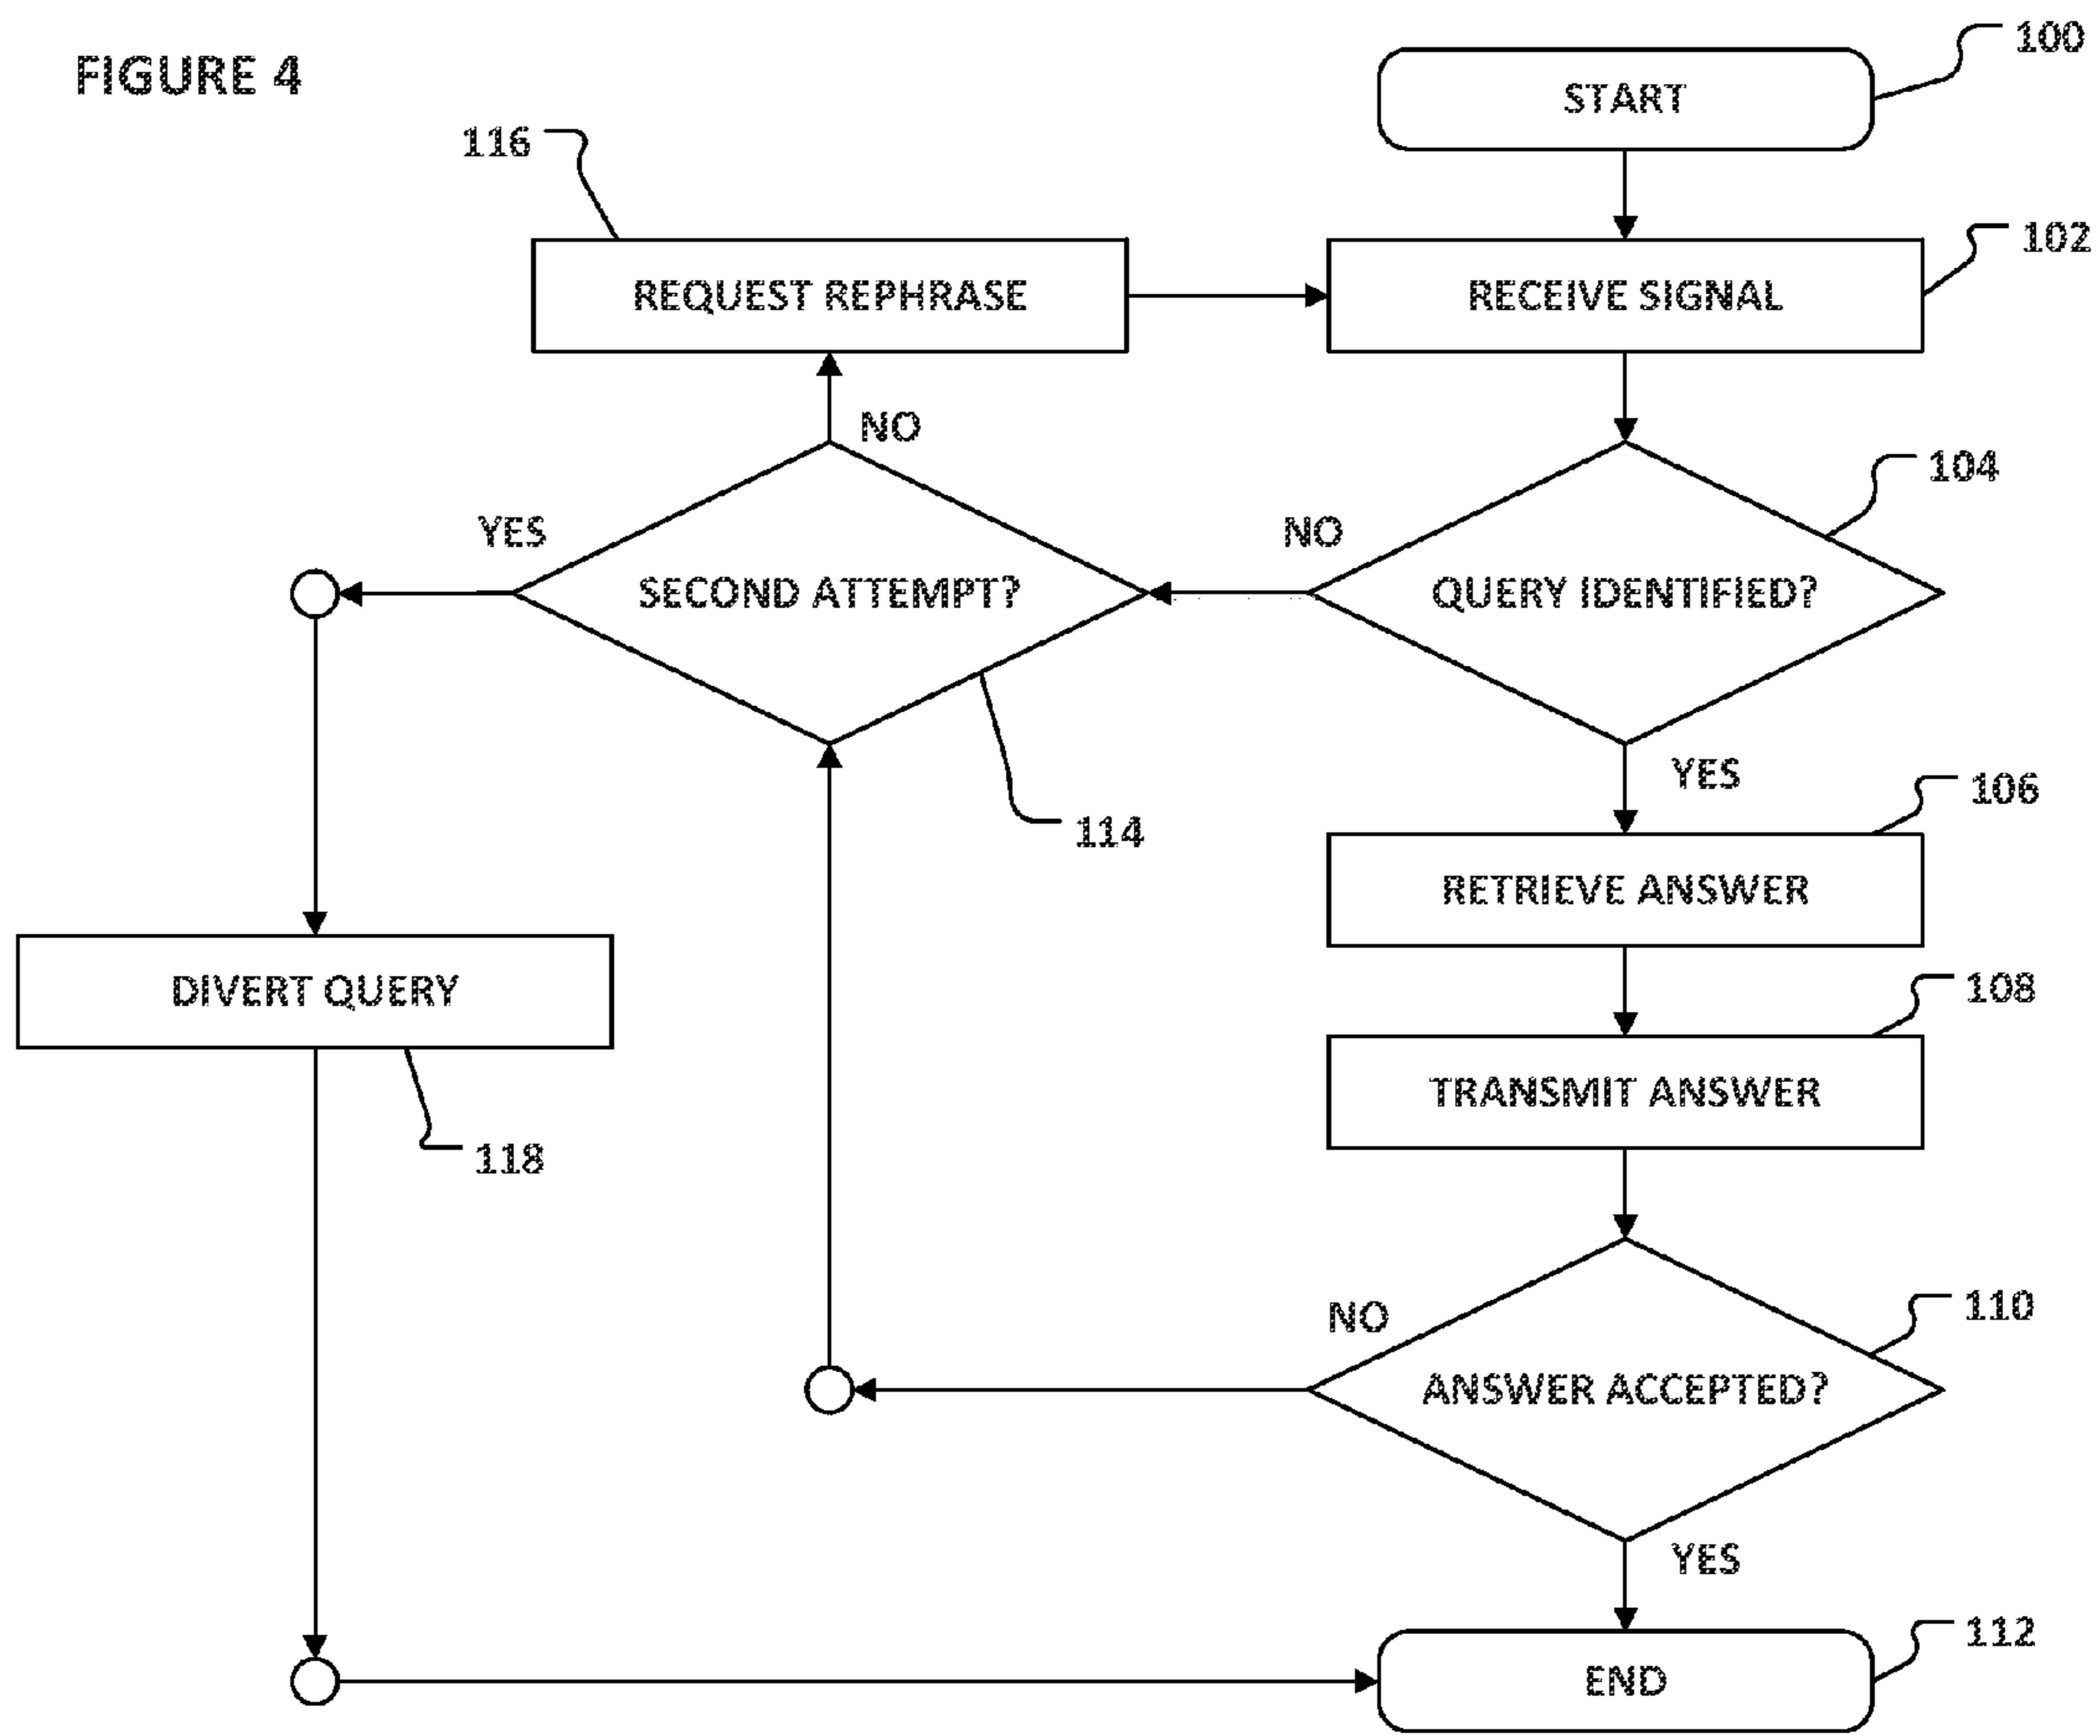 FIGURE 4
100
START
116
102
REQUEST REPHRASE
RECEIVE SIGNAL
NO
104
YES
NO
SECOND ATTEMPT?
QUERY IDENTIFIED?
YES
106
114
RETRIEVE ANSWER
108
DIVERT QUERY
TRANSMIT ANSWER
118
110
NO
ANSWER ACCEPTED?
YES
112
END